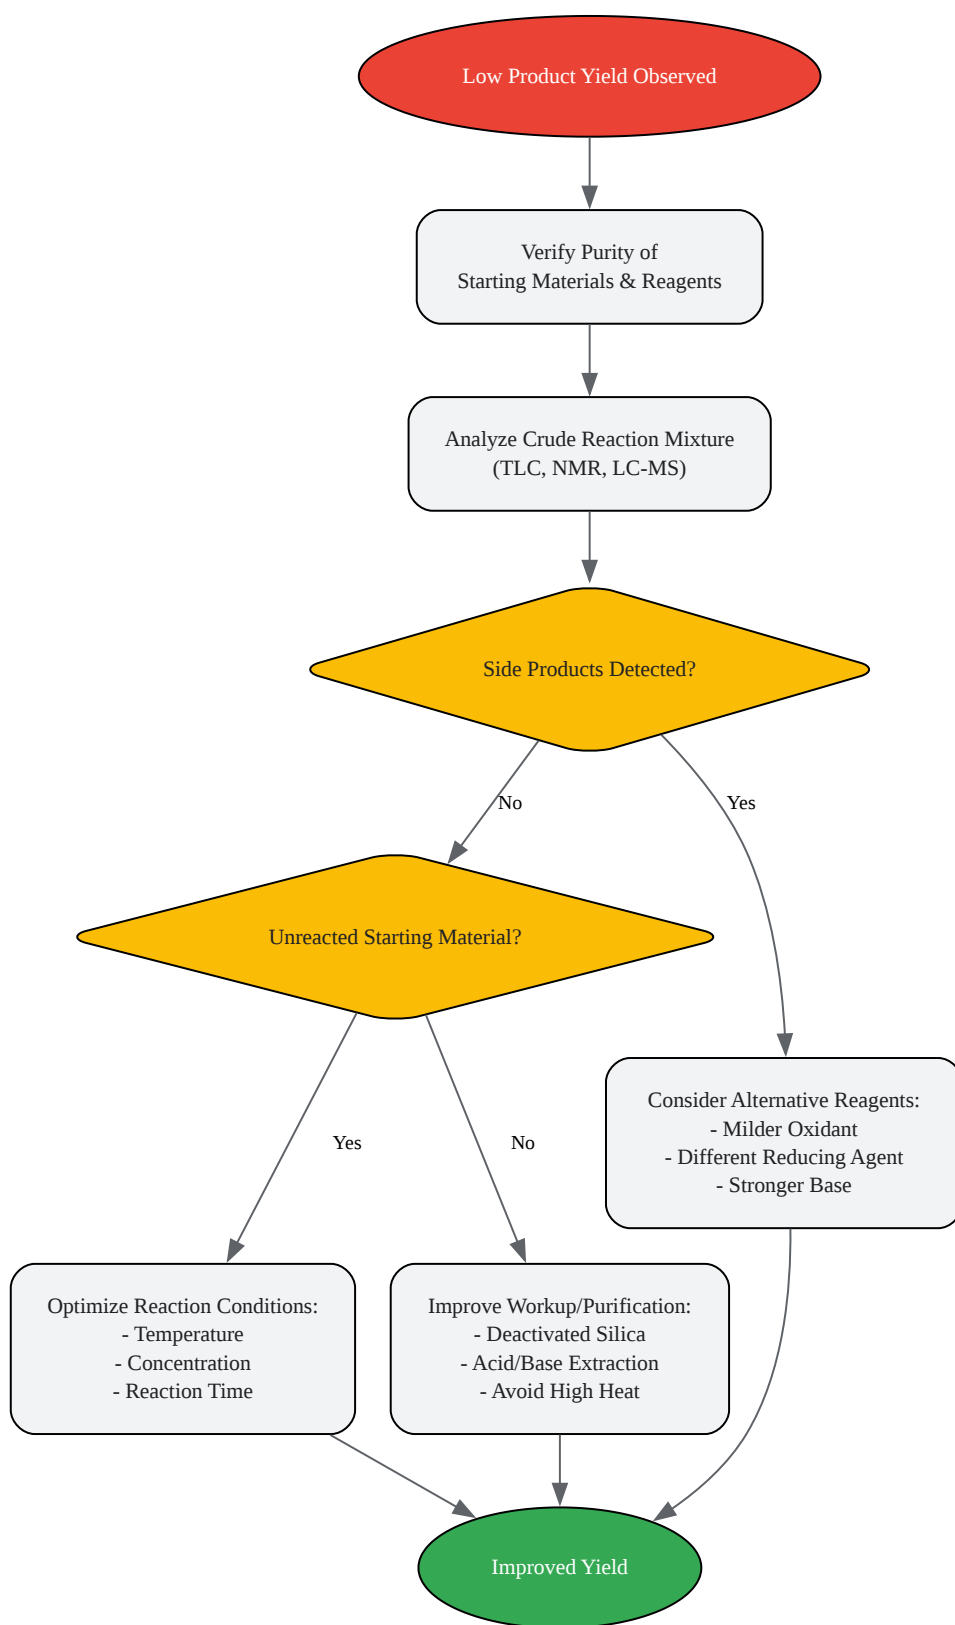 Low Product Yield Observed
Verify Purity of
Starting Materials & Reagents
Analyze Crude Reaction Mixture
(TLC, NMR, LC-MS)
Side Products Detected?
No
Yes
Unreacted Starting Material?
Yes
No
Consider Alternative Reagents:
- Milder Oxidant
- Different Reducing Agent
- Stronger Base
Optimize Reaction Conditions:
- Temperature
- Concentration
- Reaction Time
Improve Workup/Purification:
- Deactivated Silica
- Acid/Base Extraction
- Avoid High Heat
Improved Yield